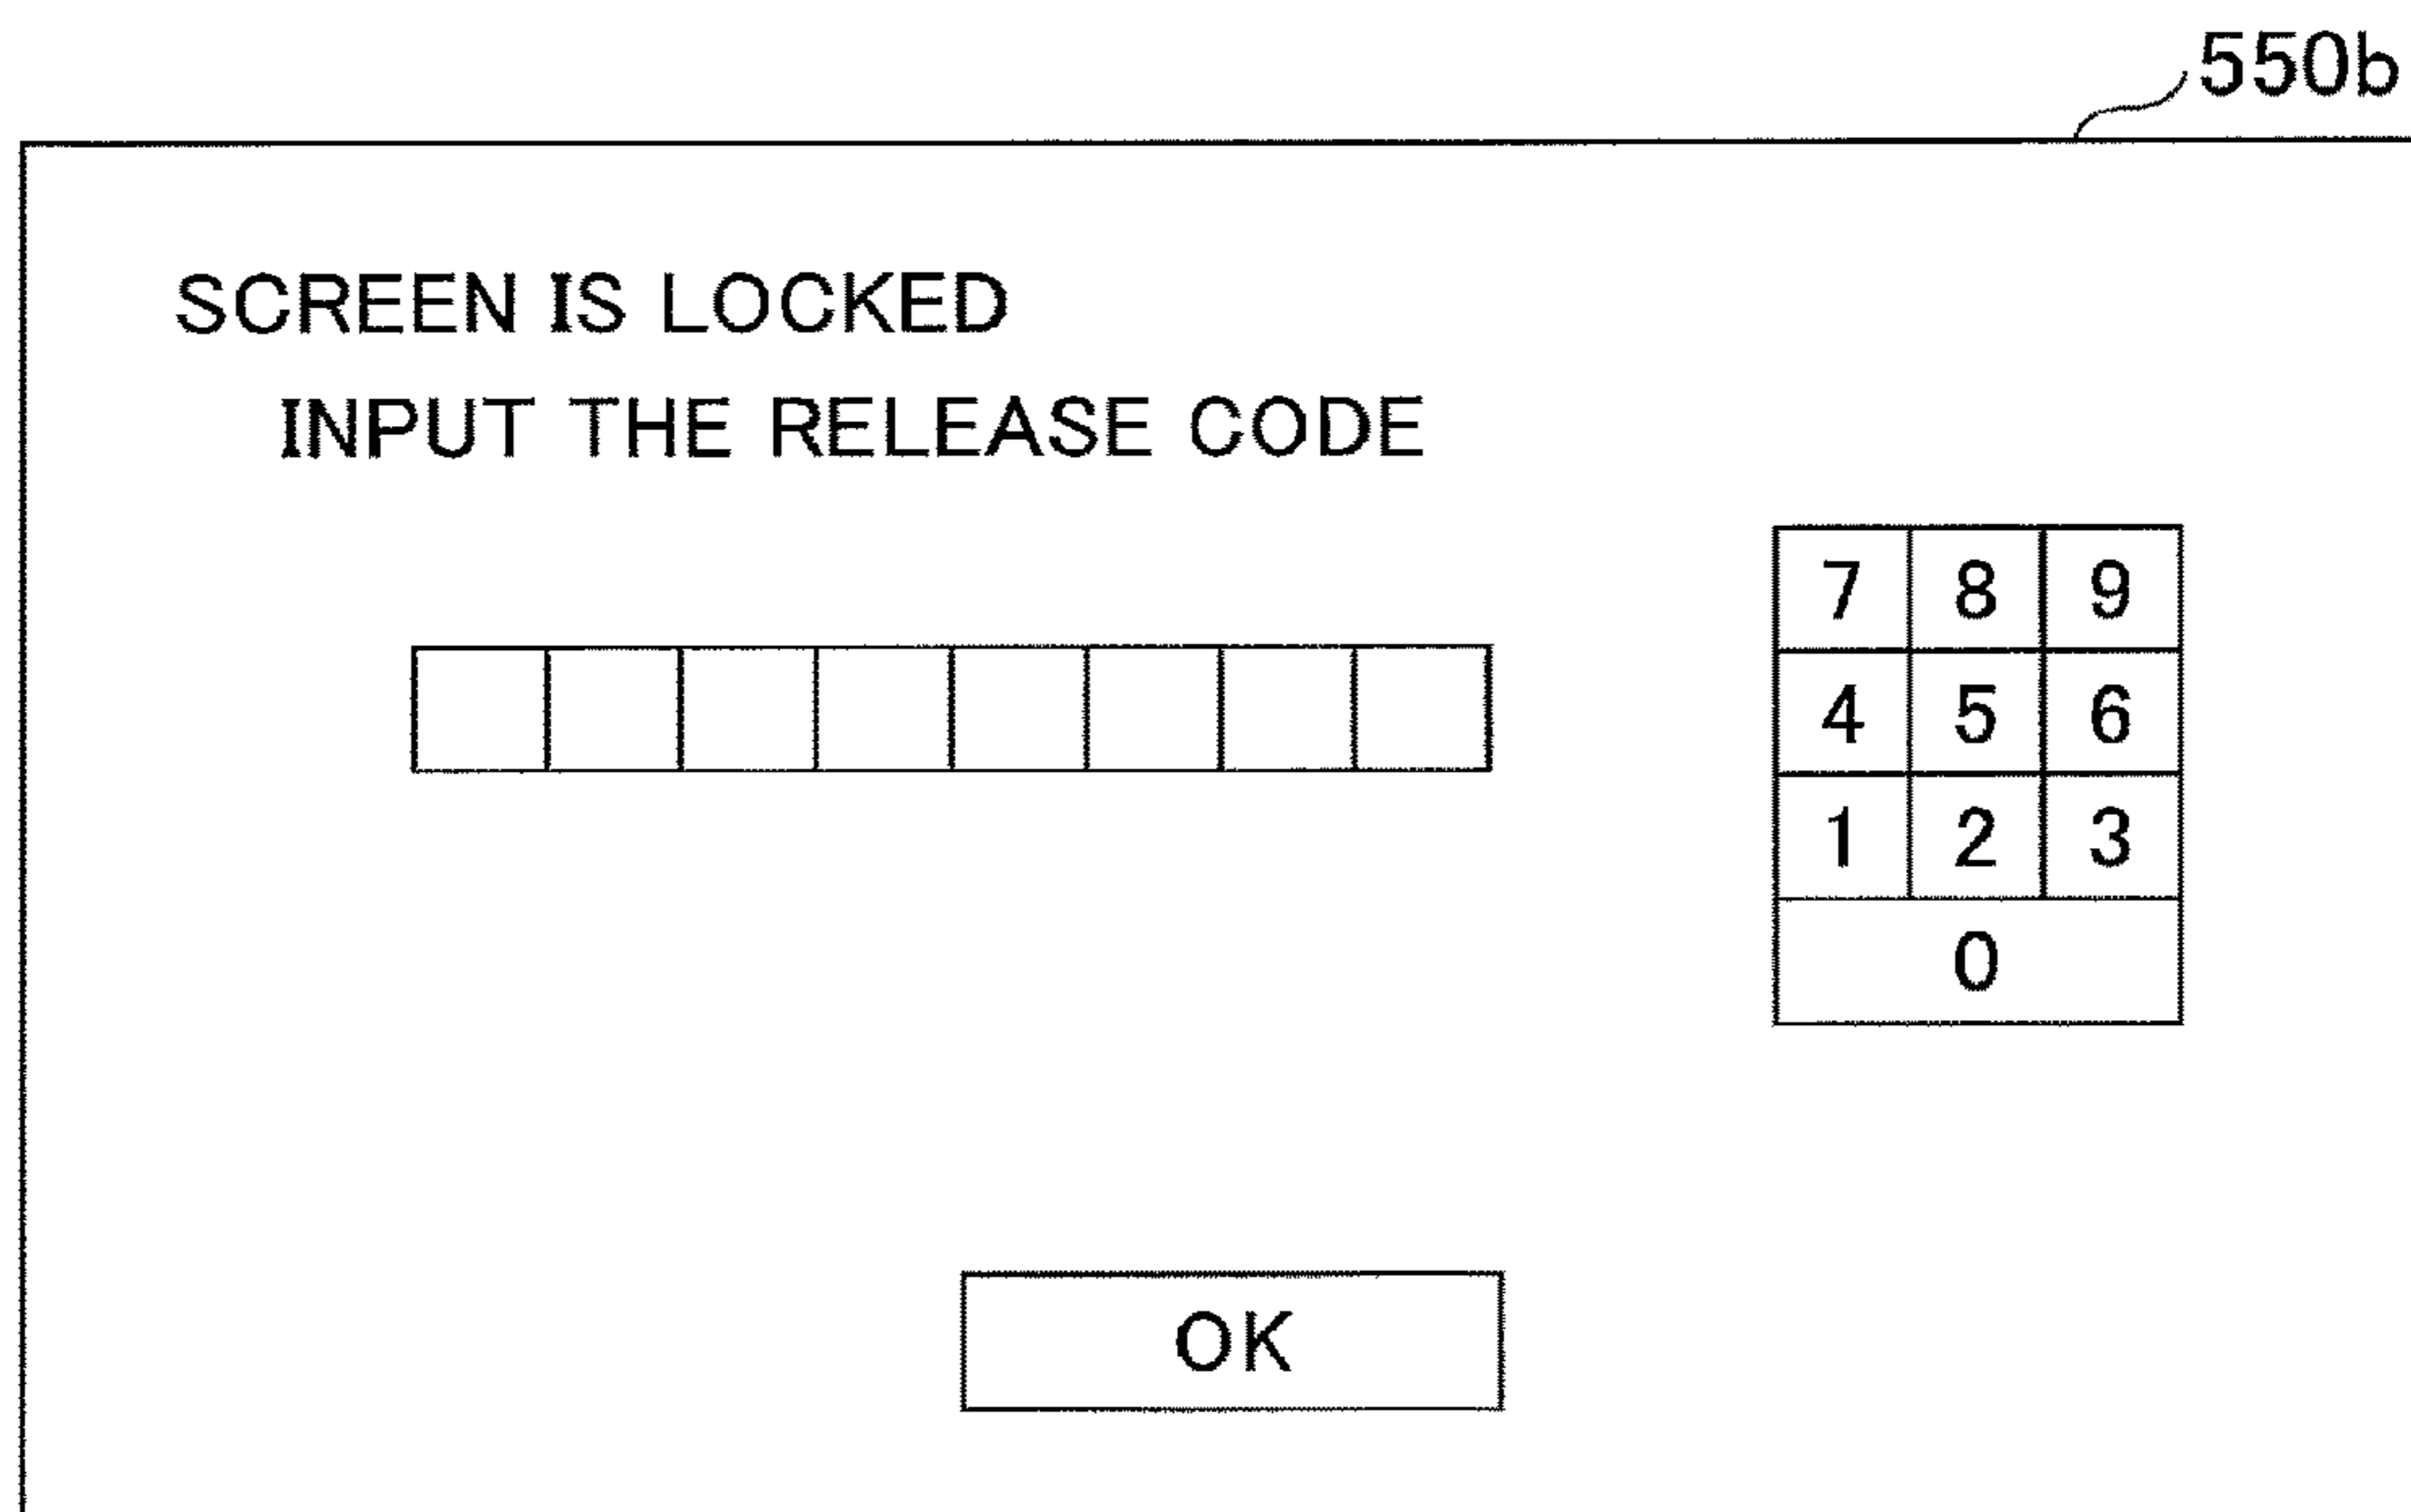 550b
SCREEN IS LOCKED
INPUT THE RELEASE CODE
7 8 9
4 5 6
1 2 3
0
OK